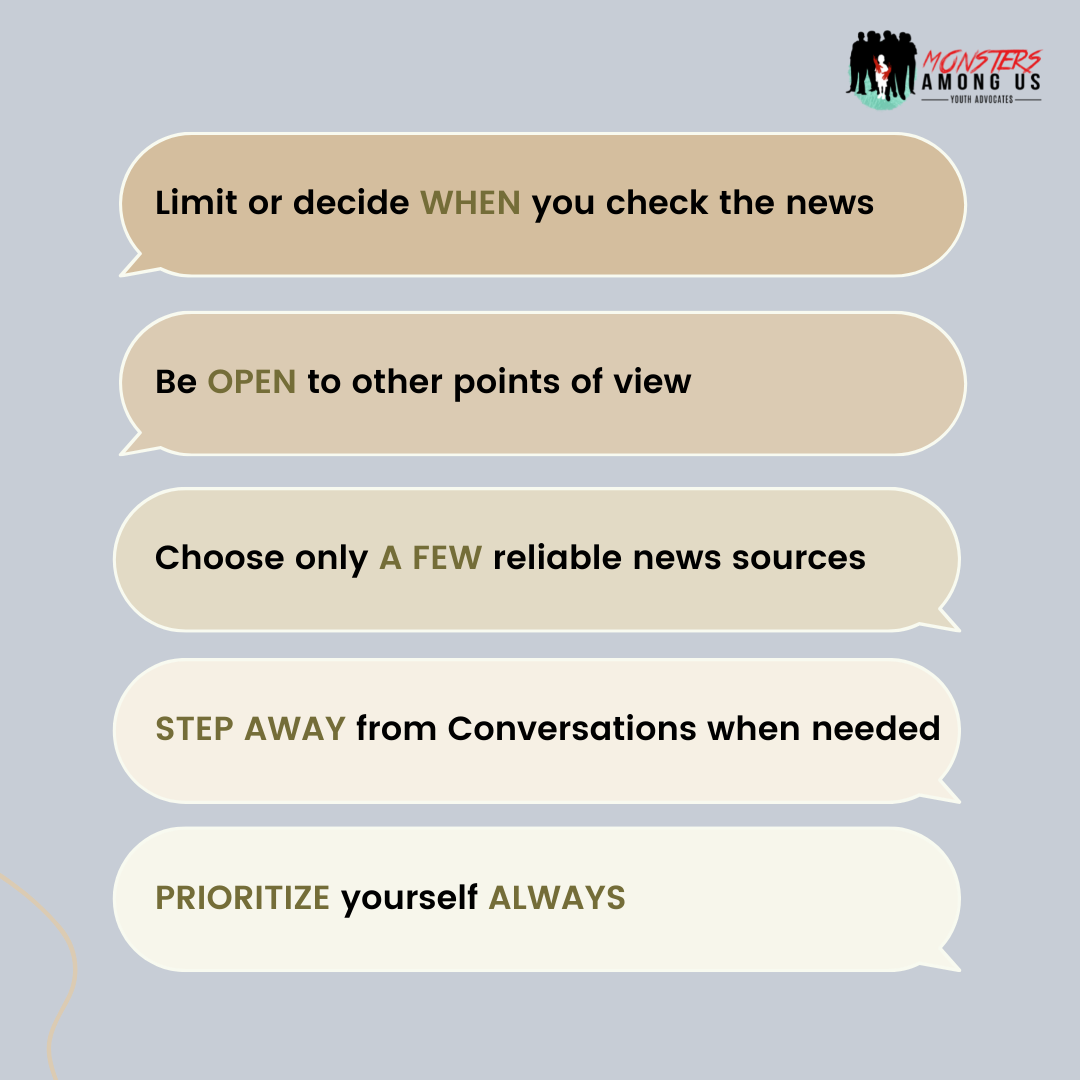 MONSTERS
AMONG US
YOUTH ADVOCATES
Limit or decide WHEN you check the news
Be OPEN to other points of view
Choose only A FEW reliable news sources
STEP AWAY from Conversations when needed
PRIORITIZE yourself ALWAYS